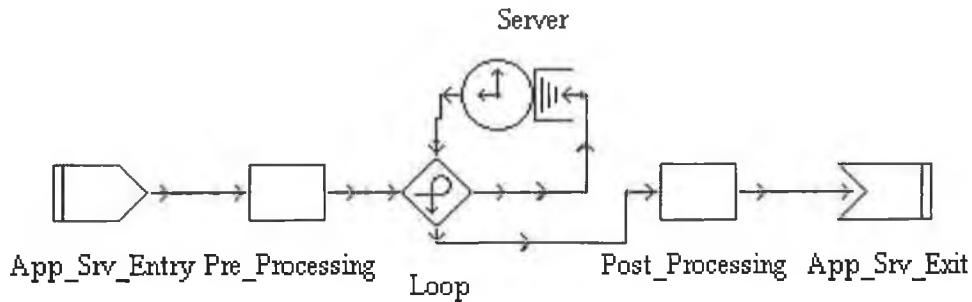 Server
App_Srv_Entry Pre_Processing
Loop
Post_Processing App_Srv_Exit